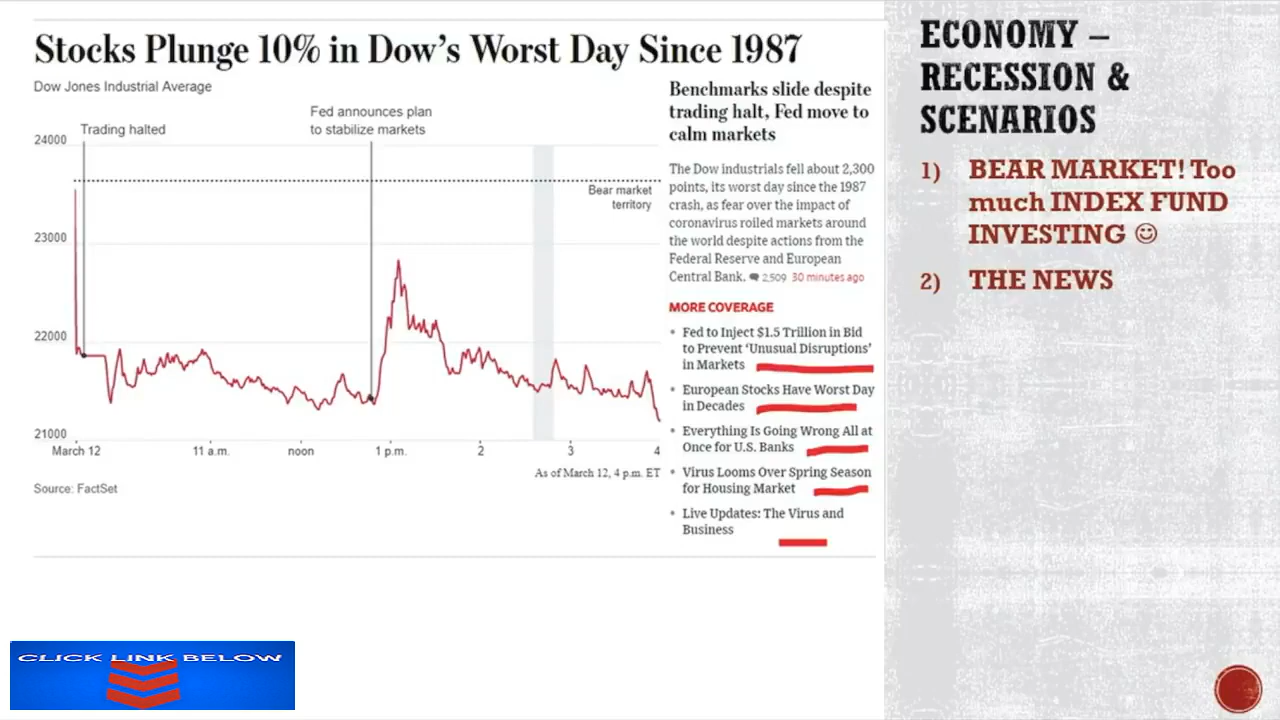 Stocks Plunge 10% in Dow's Worst Day Since 1987
Dow Jones Industrial Average
Trading halted
Fed announces plan
to stabilize markets
24000
Bear market
territory
23000
22000
21000
March 12
11 a.m.
noon
1 p.m.
2
3
4
As of March 12, 4 p.m. ET
Source: FactSet
Benchmarks slide despite
trading halt, Fed move to
calm markets
The Dow industrials fell about 2,300
points, its worst day since the 1987
crash, as fear over the impact of
coronavirus roiled markets around
the world despite actions from the
Federal Reserve and European
Central Bank. 2,509 30 minutes ago
MORE COVERAGE
• Fed to Inject $1.5 Trillion in Bid
to Prevent 'Unusual Disruptions'
in Markets
• European Stocks Have Worst Day
in Decades
• Everything Is Going Wrong All at
Once for U.S. Banks
• Virus Looms Over Spring Season
for Housing Market
• Live Updates: The Virus and
Business
ECONOMY –
RECESSION &
SCENARIOS
1) BEAR MARKET! Too
much INDEX FUND
INVESTING ☺
2) THE NEWS
CLICK LINK BELOW